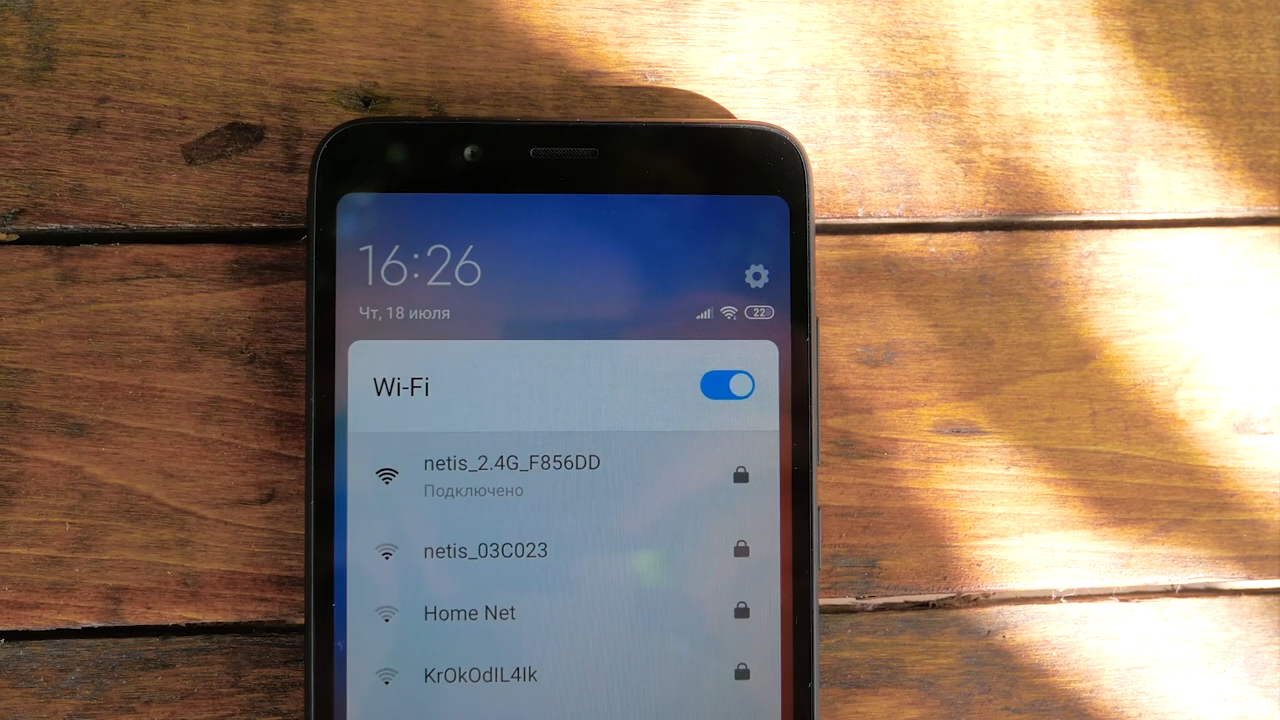 16:26
Чт, 18 июля
22
Wi-Fi
netis_2.4G_F856DD
Подключено
netis_03C023
Home Net
KrOkOdIL4Ik